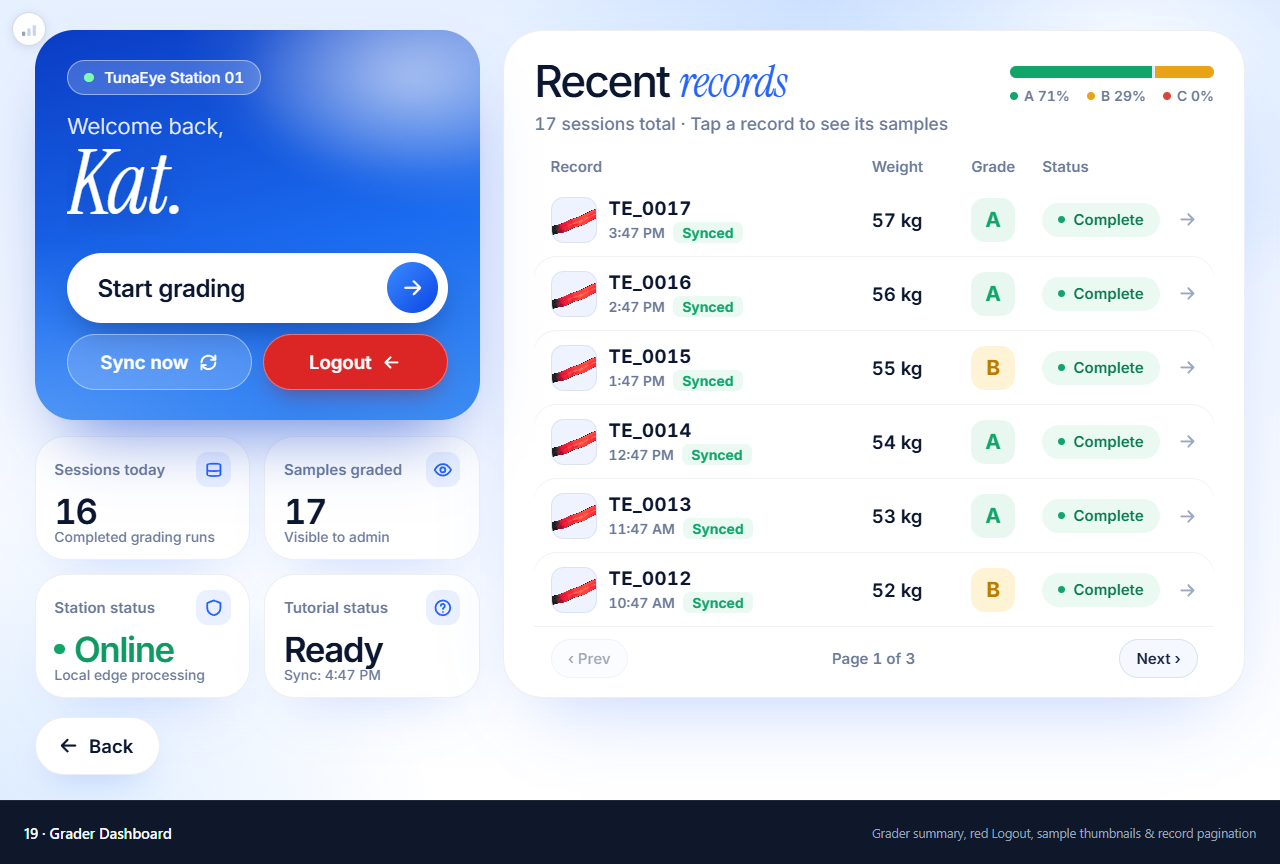 TunaEye Station 01
Welcome back,
Kat.
Start grading →
Sync now
Logout ←
Sessions today
16
Completed grading runs
Samples graded
17
Visible to admin
Station status
• Online
Local edge processing
Tutorial status
Ready
Sync: 4:47 PM
← Back
Recent records
17 sessions total · Tap a record to see its samples
• A 71% • B 29% • C 0%
Record Weight Grade Status
TE_0017
3:47 PM Synced
57 kg A • Complete →
TE_0016
2:47 PM Synced
56 kg A • Complete →
TE_0015
1:47 PM Synced
55 kg B • Complete →
TE_0014
12:47 PM Synced
54 kg A • Complete →
TE_0013
11:47 AM Synced
53 kg A • Complete →
TE_0012
10:47 AM Synced
52 kg B • Complete →
‹ Prev Page 1 of 3 Next ›
19 · Grader Dashboard
Grader summary, red Logout, sample thumbnails & record pagination